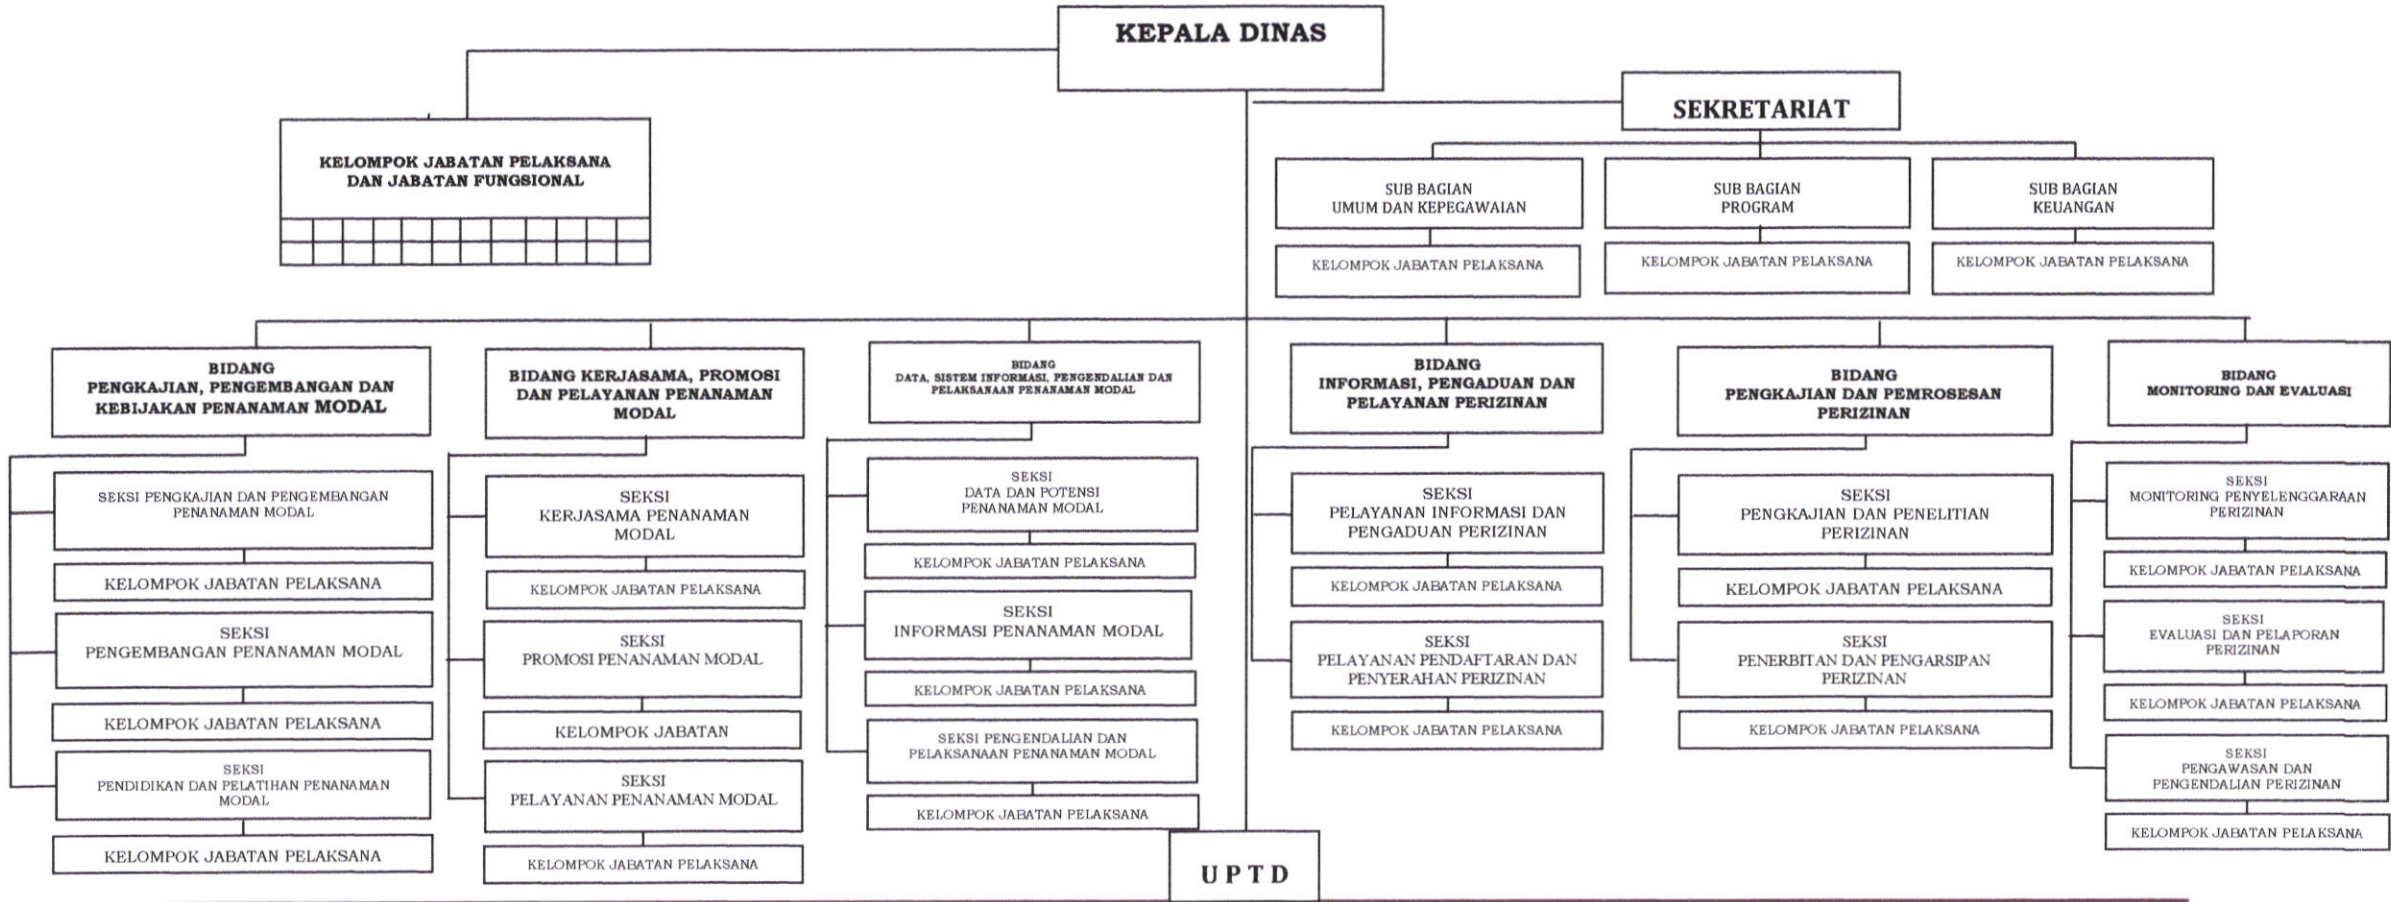 KEPALA DINAS
SEKRETARIAT
KELOMPOK JABATAN PELAKSANA
DAN JABATAN FUNGSIONAL
SUB BAGIAN
UMUM DAN KEPEGAWAIAN
SUB BAGIAN
PROGRAM
SUB BAGIAN
KEUANGAN
KELOMPOK JABATAN PELAKSANA
KELOMPOK JABATAN PELAKSANA
KELOMPOK JABATAN PELAKSANA
BIDANG
PENGKAJIAN, PENGEMBANGAN DAN
KEBIJAKAN PENANAMAN MODAL
SEKSI PENGKAJIAN DAN PENGEMBANGAN
PENANAMAN MODAL
KELOMPOK JABATAN PELAKSANA
SEKSI
PENGEMBANGAN PENANAMAN MODAL
KELOMPOK JABATAN PELAKSANA
SEKSI
PENDIDIKAN DAN PELATIHAN PENANAMAN
MODAL
KELOMPOK JABATAN PELAKSANA
BIDANG KERJASAMA, PROMOSI
DAN PELAYANAN PENANAMAN
MODAL
SEKSI
KERJASAMA PENANAMAN
MODAL
KELOMPOK JABATAN PELAKSANA
SEKSI
PROMOSI PENANAMAN MODAL
KELOMPOK JABATAN
SEKSI
PELAYANAN PENANAMAN MODAL
KELOMPOK JABATAN PELAKSANA
BIDANG
DATA, SISTEM INFORMASI, PENGENDALIAN DAN
PELAKSANAAN PENANAMAN MODAL
SEKSI
DATA DAN POTENSI
PENANAMAN MODAL
KELOMPOK JABATAN PELAKSANA
SEKSI
INFORMASI PENANAMAN MODAL
KELOMPOK JABATAN PELAKSANA
SEKSI PENGENDALIAN DAN
PELAKSANAAN PENANAMAN MODAL
KELOMPOK JABATAN PELAKSANA
BIDANG
INFORMASI, PENGADUAN DAN
PELAYANAN PERIZINAN
SEKSI
PELAYANAN INFORMASI DAN
PENGADUAN PERIZINAN
KELOMPOK JABATAN PELAKSANA
SEKSI
PELAYANAN PENDAFTARAN DAN
PENYERAHAN PERIZINAN
KELOMPOK JABATAN PELAKSANA
BIDANG
PENGKAJIAN DAN PEMROSESAN
PERIZINAN
SEKSI
PENGKAJIAN DAN PENELITIAN
PERIZINAN
KELOMPOK JABATAN PELAKSANA
SEKSI
PENERBITAN DAN PENGARSIPAN
PERIZINAN
KELOMPOK JABATAN PELAKSANA
BIDANG
MONITORING DAN EVALUASI
SEKSI
MONITORING PENYELENGGARAAN
PERIZINAN
KELOMPOK JABATAN PELAKSANA
SEKSI
EVALUASI DAN PELAPORAN
PERIZINAN
KELOMPOK JABATAN PELAKSANA
SEKSI
PENGAWASAN DAN
PENGENDALIAN PERIZINAN
KELOMPOK JABATAN PELAKSANA
U P T D